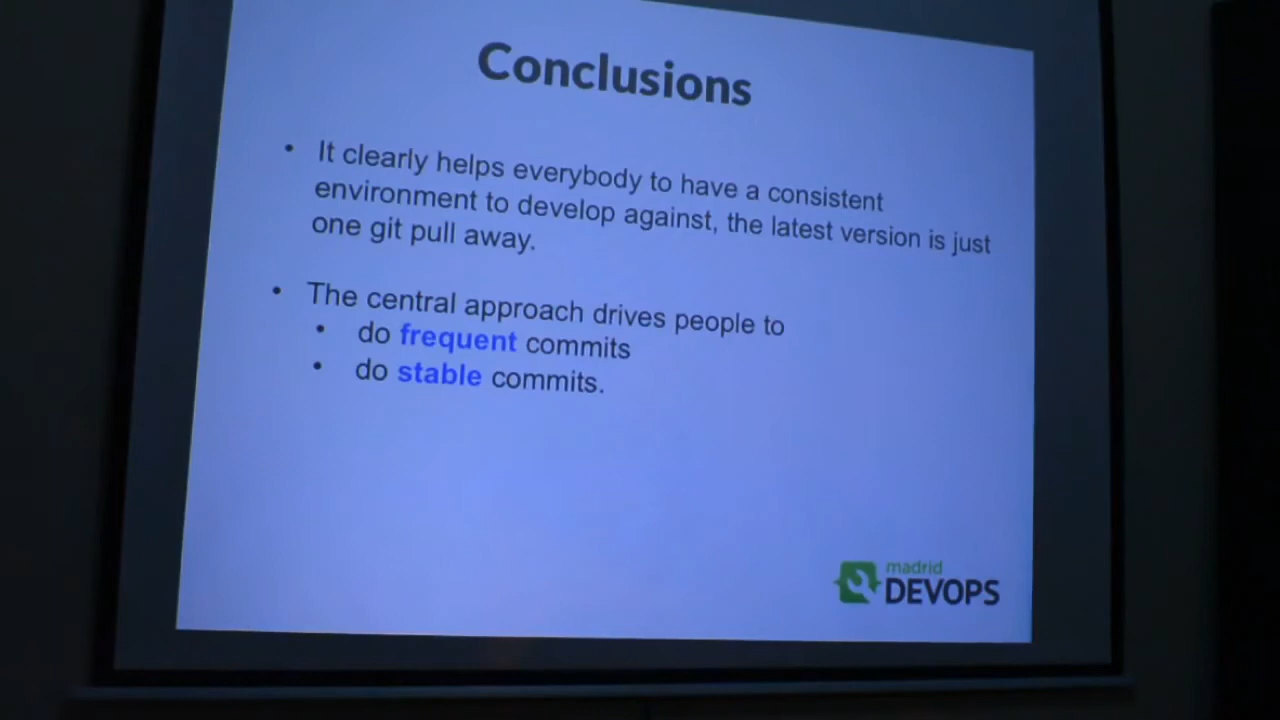 Conclusions
• It clearly helps everybody to have a consistent
environment to develop against, the latest version is just
one git pull away.
• The central approach drives people to
• do frequent commits
• do stable commits.
madrid
DEVOPS